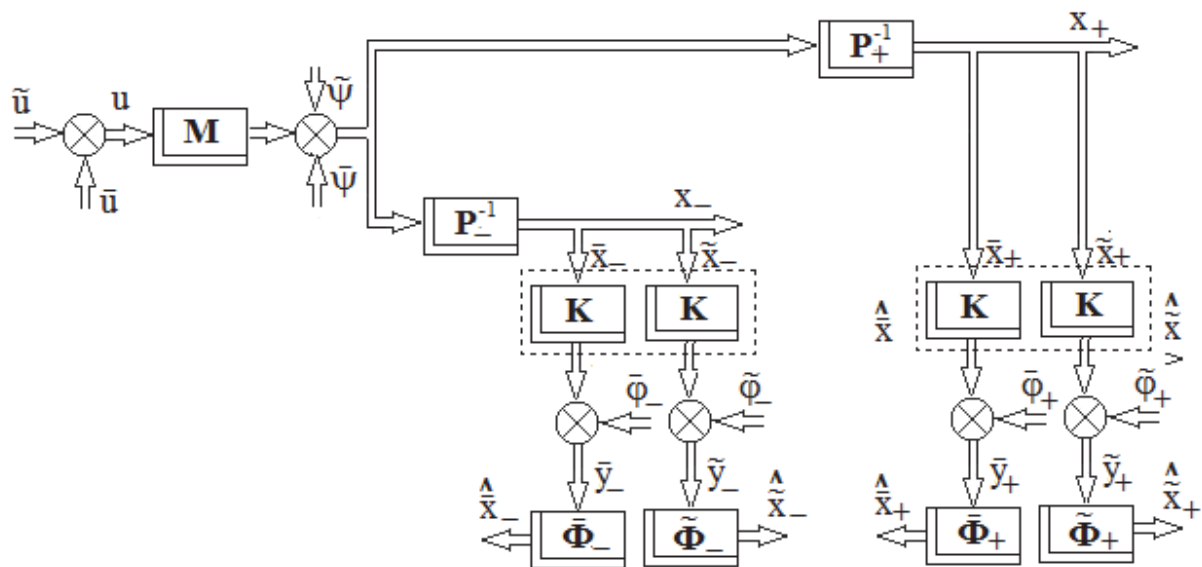 P₊⁻¹ x₊
ũ u M ψ̃
ū ψ̄
P₋⁻¹ x₋
x̄₋ x̃₋ x̄₊ x̃₊
K K x̂̄ K K x̂̃
>
φ̄₋ φ̃₋ φ̄₊ φ̃₊
ȳ₋ ỹ₋ ȳ₊ ỹ₊
x̂̄₋ Φ̄₋ Φ̃₋ x̂̃₋ x̂̄₊ Φ̄₊ Φ̃₊ x̂̃₊